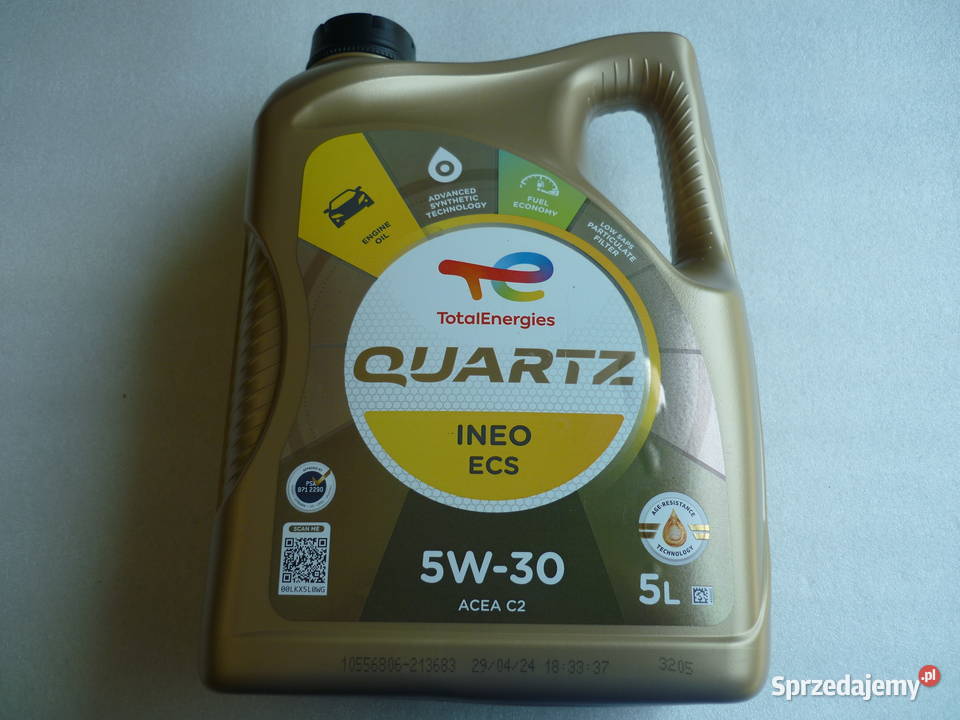 ENGINE
OIL
ADVANCED
SYNTHETIC
TECHNOLOGY
FUEL
ECONOMY
LOW SAPS
PARTICULATE
FILTER
TotalEnergies
QUARTZ
INEO
ECS
PSA
B71 2290
SCAN ME
00LKX5L0WG
AGE-RESISTANCE
TECHNOLOGY
5W-30
ACEA C2
5L
10556806-213683 29/04/24 18:33:37 3205
Sprzedajemy.pl